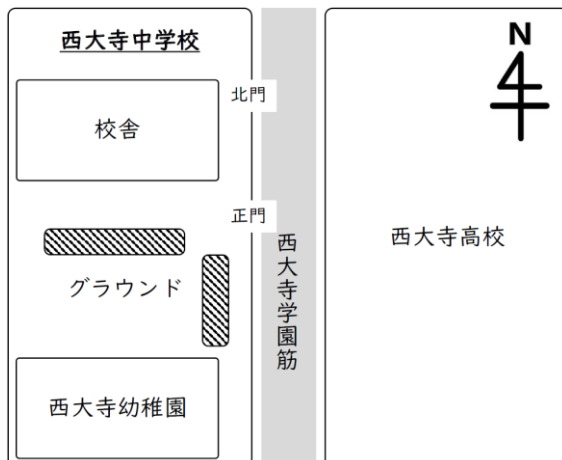 西大寺中学校
N
北門
校舎
正門
西大寺高校
西大寺学園筋
グラウンド
西大寺幼稚園